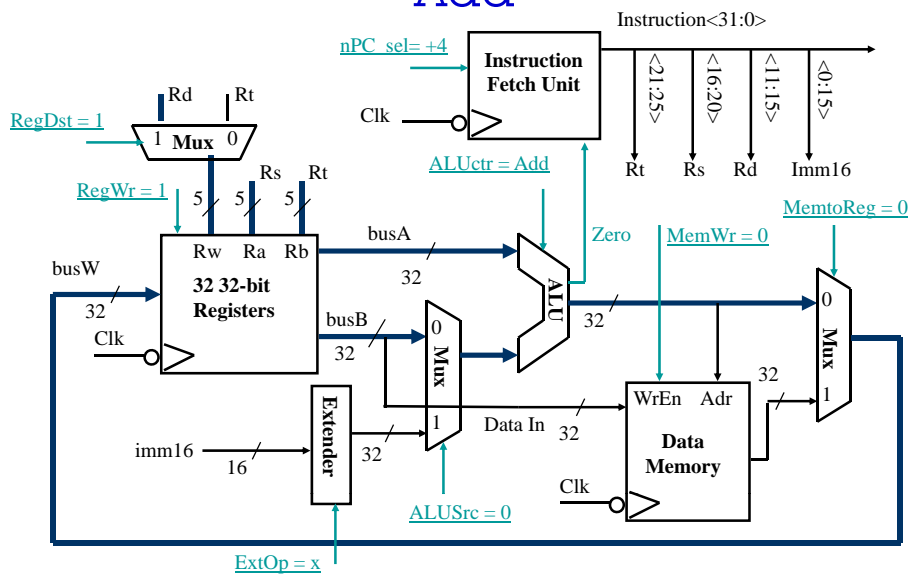 Add
Instruction<31:0>
nPC_sel= +4
Instruction
Fetch Unit
<21:25>
<16:20>
<11:15>
<0:15>
Rd
Rt
RegDst = 1
1
Mux
0
Clk
Rt
Rs
Rd
Imm16
ALUctr = Add
RegWr = 1
Rs
Rt
5
5
5
MemtoReg = 0
Rw
Ra
Rb
busA
Zero
MemWr = 0
busW
32
32
32 32-bit
Registers
ALU
32
0
Mux
1
busB
32
0
Mux
1
Clk
32
WrEn
Adr
Extender
Data In
32
imm16
16
32
Data
Memory
Clk
ALUSrc = 0
ExtOp = x